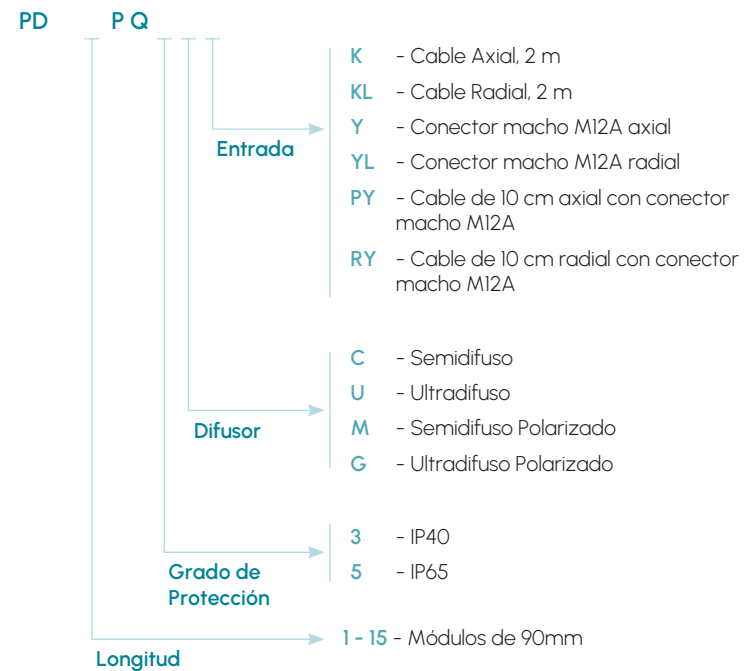 PD P Q
K - Cable Axial, 2 m
KL - Cable Radial, 2 m
Y - Conector macho M12A axial
Entrada
YL - Conector macho M12A radial
PY - Cable de 10 cm axial con conector
macho M12A
RY - Cable de 10 cm radial con conector
macho M12A
C - Semidifuso
U - Ultradifuso
Difusor
M - Semidifuso Polarizado
G - Ultradifuso Polarizado
3 - IP40
Grado de
Protección
5 - IP65
1 - 15 - Módulos de 90mm
Longitud